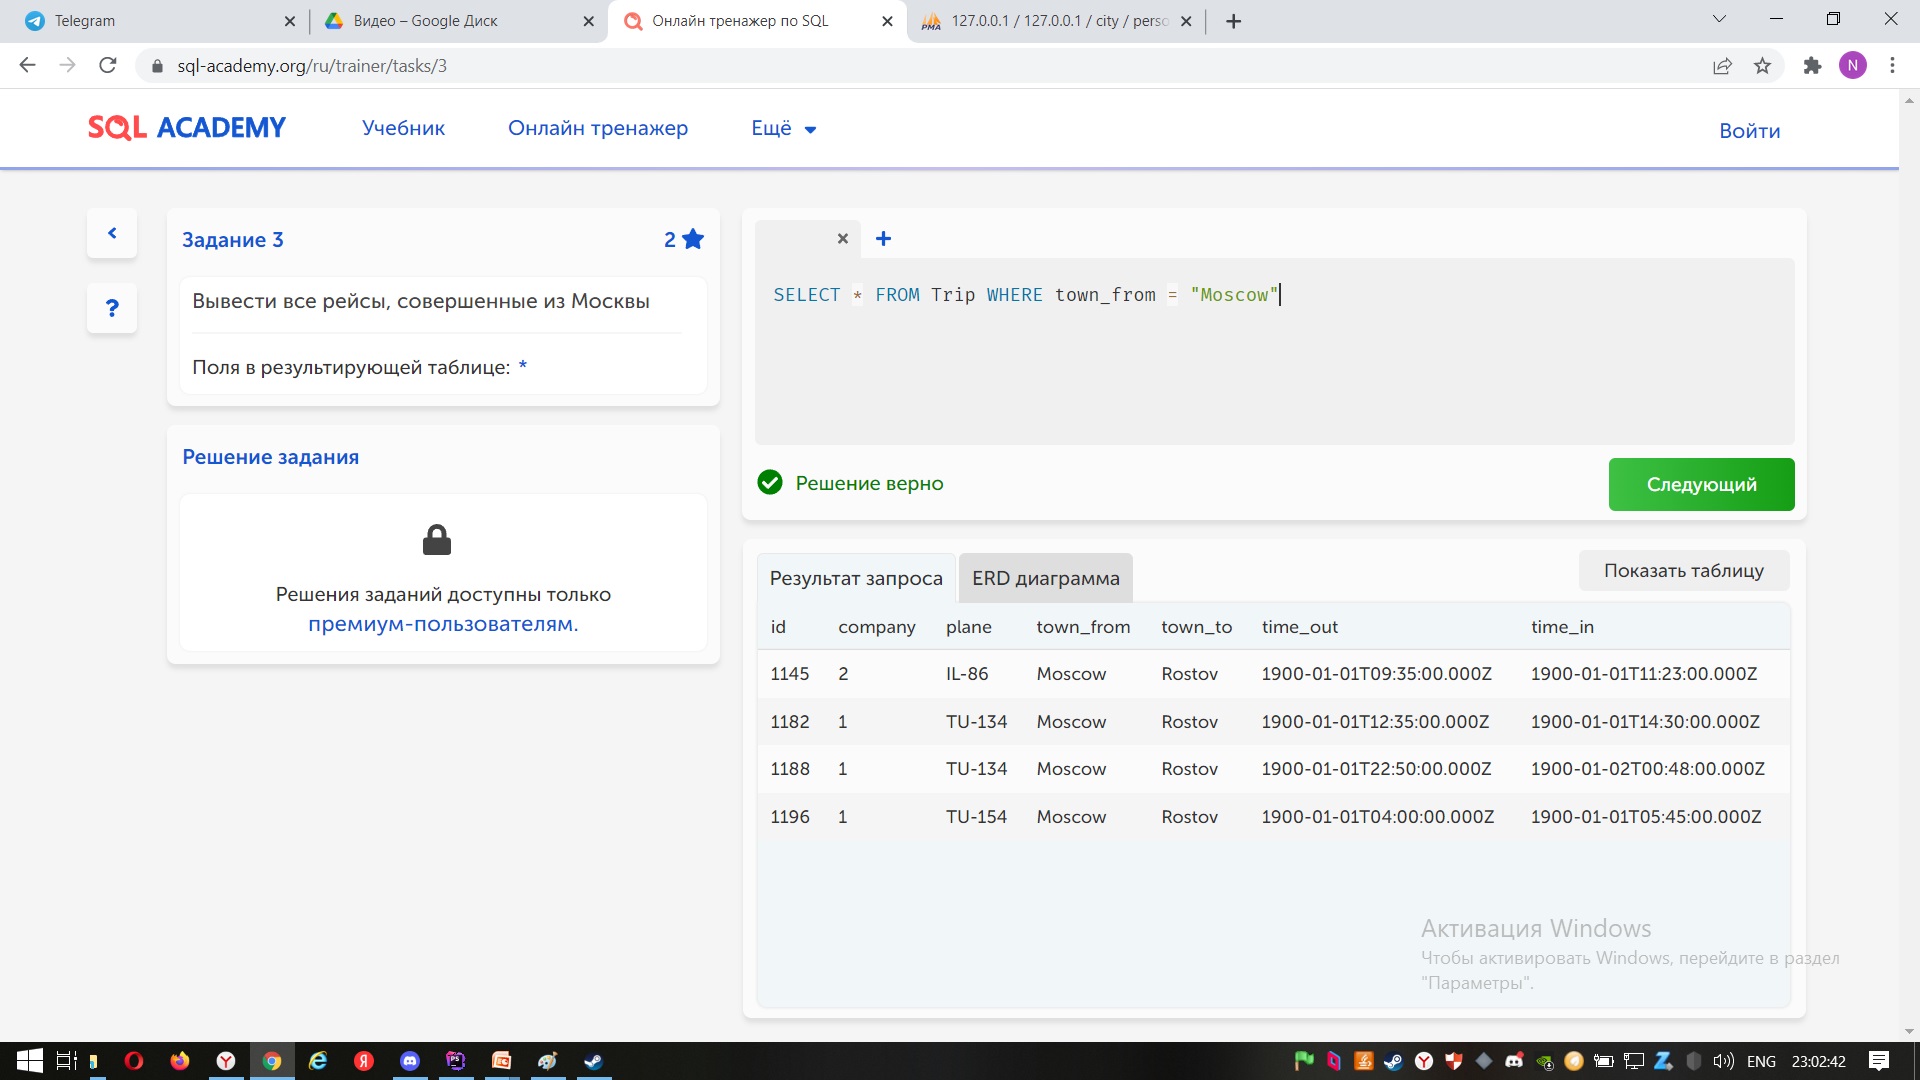 Telegram
Видео – Google Диск
Онлайн тренажер по SQL
127.0.0.1 / 127.0.0.1 / city / perso
sql-academy.org/ru/trainer/tasks/3
N
SQL ACADEMY
Учебник
Онлайн тренажер
Ещё
Войти
Задание 3
2
Вывести все рейсы, совершенные из Москвы
Поля в результирующей таблице: *
Решение задания
Решения заданий доступны только
премиум-пользователям.
SELECT * FROM Trip WHERE town_from = "Moscow"
Решение верно
Следующий
Результат запроса
ERD диаграмма
Показать таблицу
id company plane town_from town_to time_out time_in
1145 2 IL-86 Moscow Rostov 1900-01-01T09:35:00.000Z 1900-01-01T11:23:00.000Z
1182 1 TU-134 Moscow Rostov 1900-01-01T12:35:00.000Z 1900-01-01T14:30:00.000Z
1188 1 TU-134 Moscow Rostov 1900-01-01T22:50:00.000Z 1900-01-02T00:48:00.000Z
1196 1 TU-154 Moscow Rostov 1900-01-01T04:00:00.000Z 1900-01-01T05:45:00.000Z
Активация Windows
Чтобы активировать Windows, перейдите в раздел
"Параметры".
ENG
23:02:42